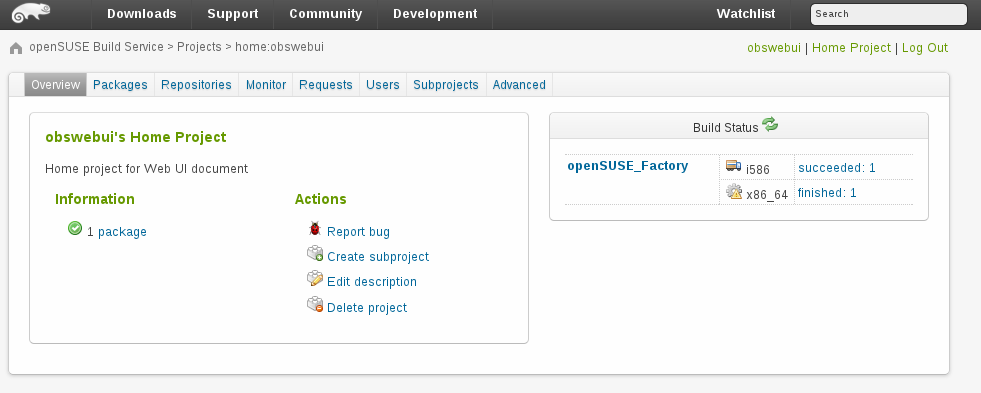 Downloads Support Community Development Watchlist Search
openSUSE Build Service > Projects > home:obswebui obswebui | Home Project | Log Out
Overview Packages Repositories Monitor Requests Users Subprojects Advanced
obswebui's Home Project
Home project for Web UI document
Information
1 package
Actions
Report bug
Create subproject
Edit description
Delete project
Build Status
openSUSE_Factory i586 succeeded: 1
x86_64 finished: 1